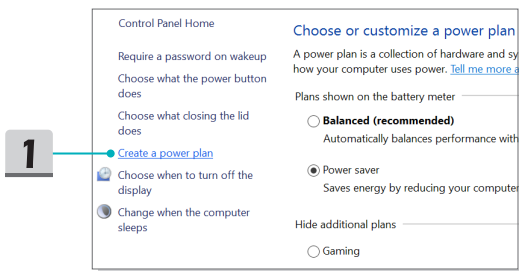 Control Panel Home
Require a password on wakeup
Choose what the power button
does
Choose what closing the lid
does
1
Create a power plan
Choose when to turn off the
display
Change when the computer
sleeps
Choose or customize a power plan
A power plan is a collection of hardware and sy
how your computer uses power. Tell me more a
Plans shown on the battery meter
Balanced (recommended)
Automatically balances performance with
Power saver
Saves energy by reducing your computer
Hide additional plans
Gaming